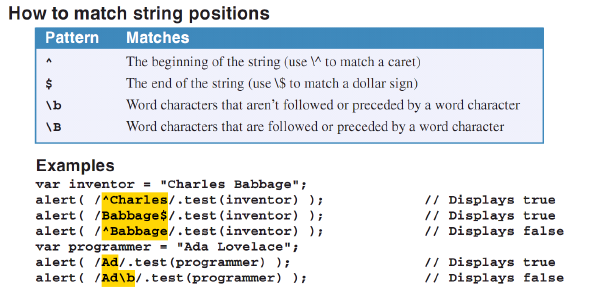 How to match string positions
Pattern Matches
^ The beginning of the string (use \^ to match a caret)
$ The end of the string (use \$ to match a dollar sign)
\b Word characters that aren't followed or preceded by a word character
\B Word characters that are followed or preceded by a word character
Examples
var inventor = "Charles Babbage";
alert( /^Charles/.test(inventor) ); // Displays true
alert( /Babbage$/.test(inventor) ); // Displays true
alert( /^Babbage/.test(inventor) ); // Displays false
var programmer = "Ada Lovelace";
alert( /Ad/.test(programmer) ); // Displays true
alert( /Ad\b/.test(programmer) ); // Displays false